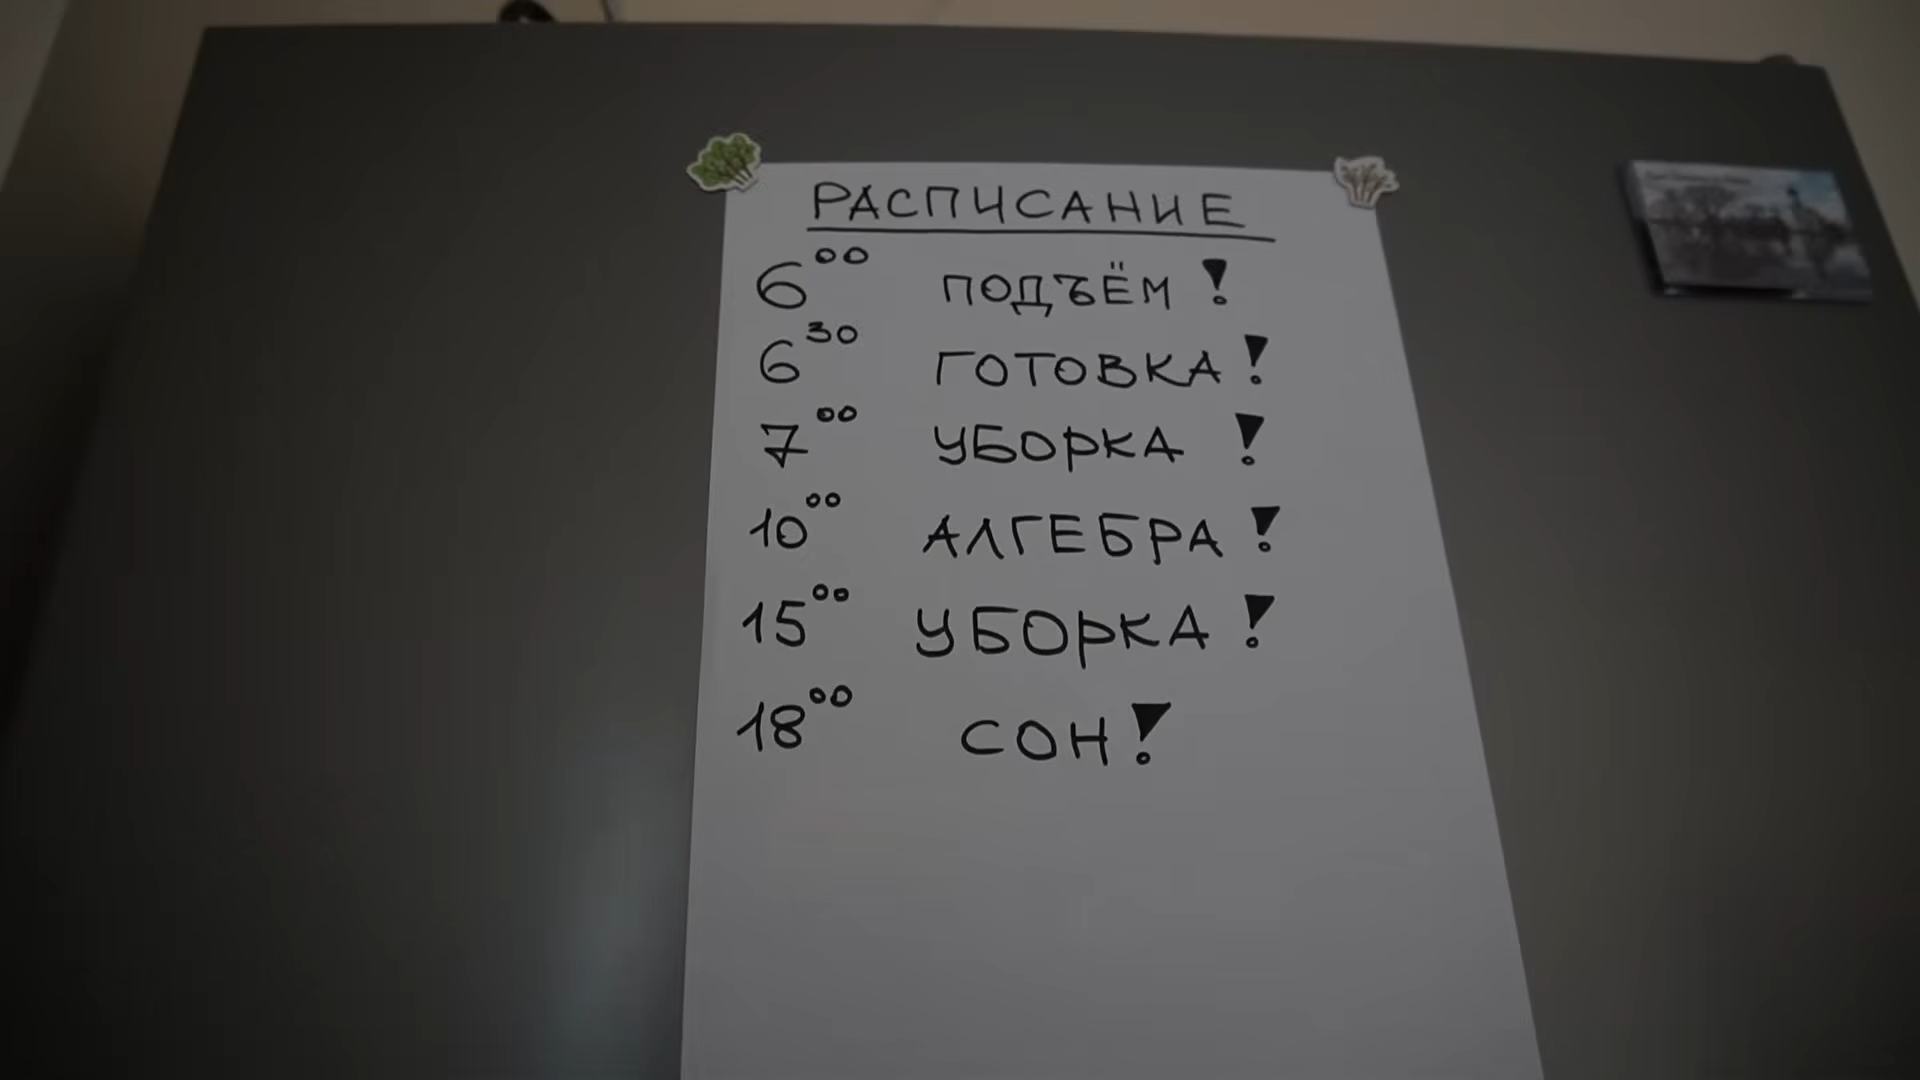 РАСПИСАНИЕ
6⁰⁰ ПОДЪЁМ!
6³⁰ ГОТОВКА!
7⁰⁰ УБОРКА!
10⁰⁰ АЛГЕБРА!
15⁰⁰ УБОРКА!
18⁰⁰ СОН!